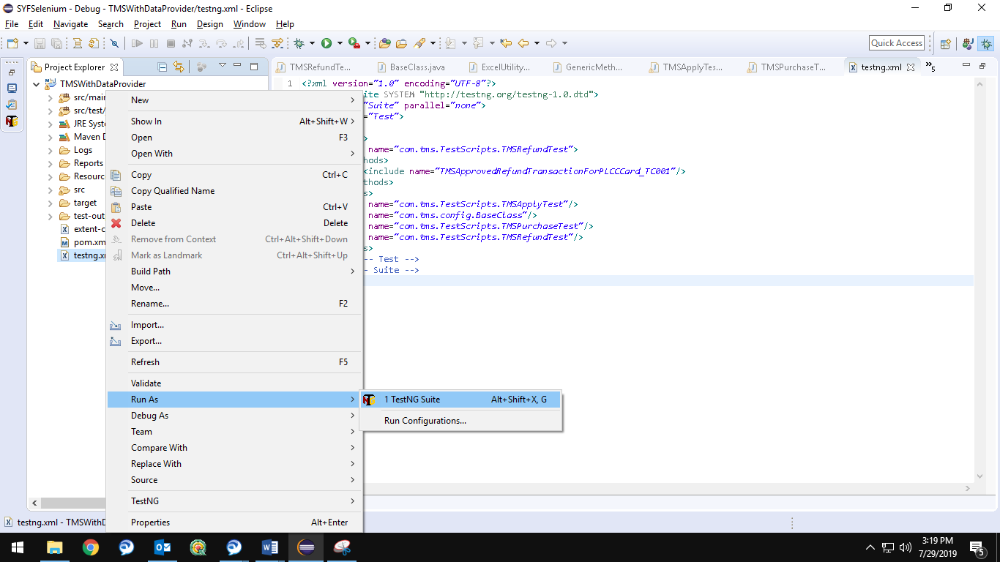 SYFSelenium - Debug - TMSWithDataProvider/testng.xml - Eclipse
File Edit Navigate Search Project Run Design Window Help
Quick Access
Project Explorer
TMSRefundTe... BaseClass.java ExcelUtility... GenericMeth... TMSApplyTes... TMSPurchaseT... testng.xml »5
TMSWithDataProvider
src/mai
src/test/
JRE Syste
Maven D
Logs
Reports
Resourc
src
target
test-out
extent-c
pom.xm
testng.xm
1 <?xml version="1.0" encoding="UTF-8"?>
ite SYSTEM "http://testng.org/testng-1.0.dtd">
"Suite" parallel="none">
="Test">
>
name="com.tms.TestScripts.TMSRefundTest">
hods>
<include name="TMSApprovedRefundTransactionForPLCCCard_TC001"/>
thods>
s>
name="com.tms.TestScripts.TMSApplyTest"/>
name="com.tms.config.BaseClass"/>
name="com.tms.TestScripts.TMSPurchaseTest"/>
name="com.tms.TestScripts.TMSRefundTest"/>
s>
-- Test -->
- Suite -->
New
Show In Alt+Shift+W
Open F3
Open With
Copy Ctrl+C
Copy Qualified Name
Paste Ctrl+V
Delete Delete
Remove from Context Ctrl+Alt+Shift+Down
Mark as Landmark Ctrl+Alt+Shift+Up
Build Path
Move...
Rename... F2
Import...
Export...
Refresh F5
Validate
Run As
Debug As
Team
Compare With
Replace With
Source
TestNG
Properties Alt+Enter
1 TestNG Suite Alt+Shift+X, G
Run Configurations...
testng.xml - TMSWithD
3:19 PM
7/29/2019
5